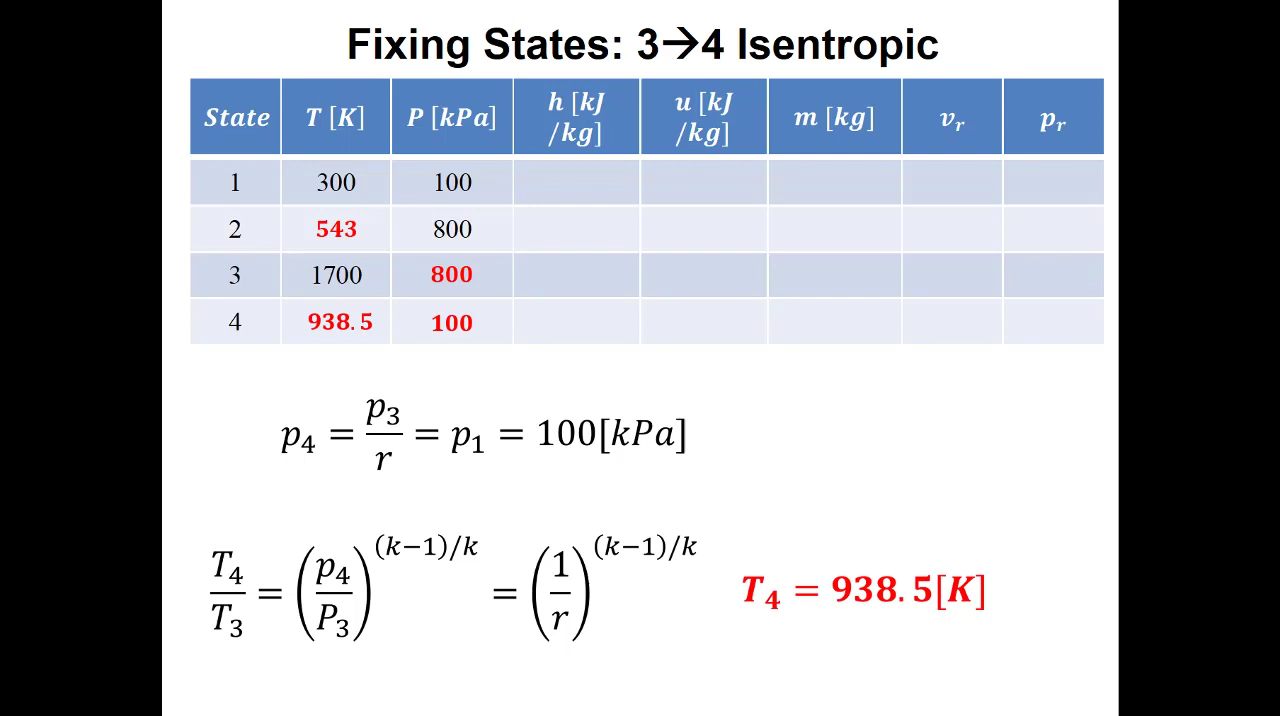 Fixing States: 3→4 Isentropic
State T [K] P [kPa] h [kJ /kg] u [kJ /kg] m [kg] v_r p_r
1 300 100
2 543 800
3 1700 800
4 938.5 100
p_4 = p_3/r = p_1 = 100[kPa]
T_4/T_3 = (p_4/P_3)^{(k−1)/k} = (1/r)^{(k−1)/k} T_4 = 938.5[K]